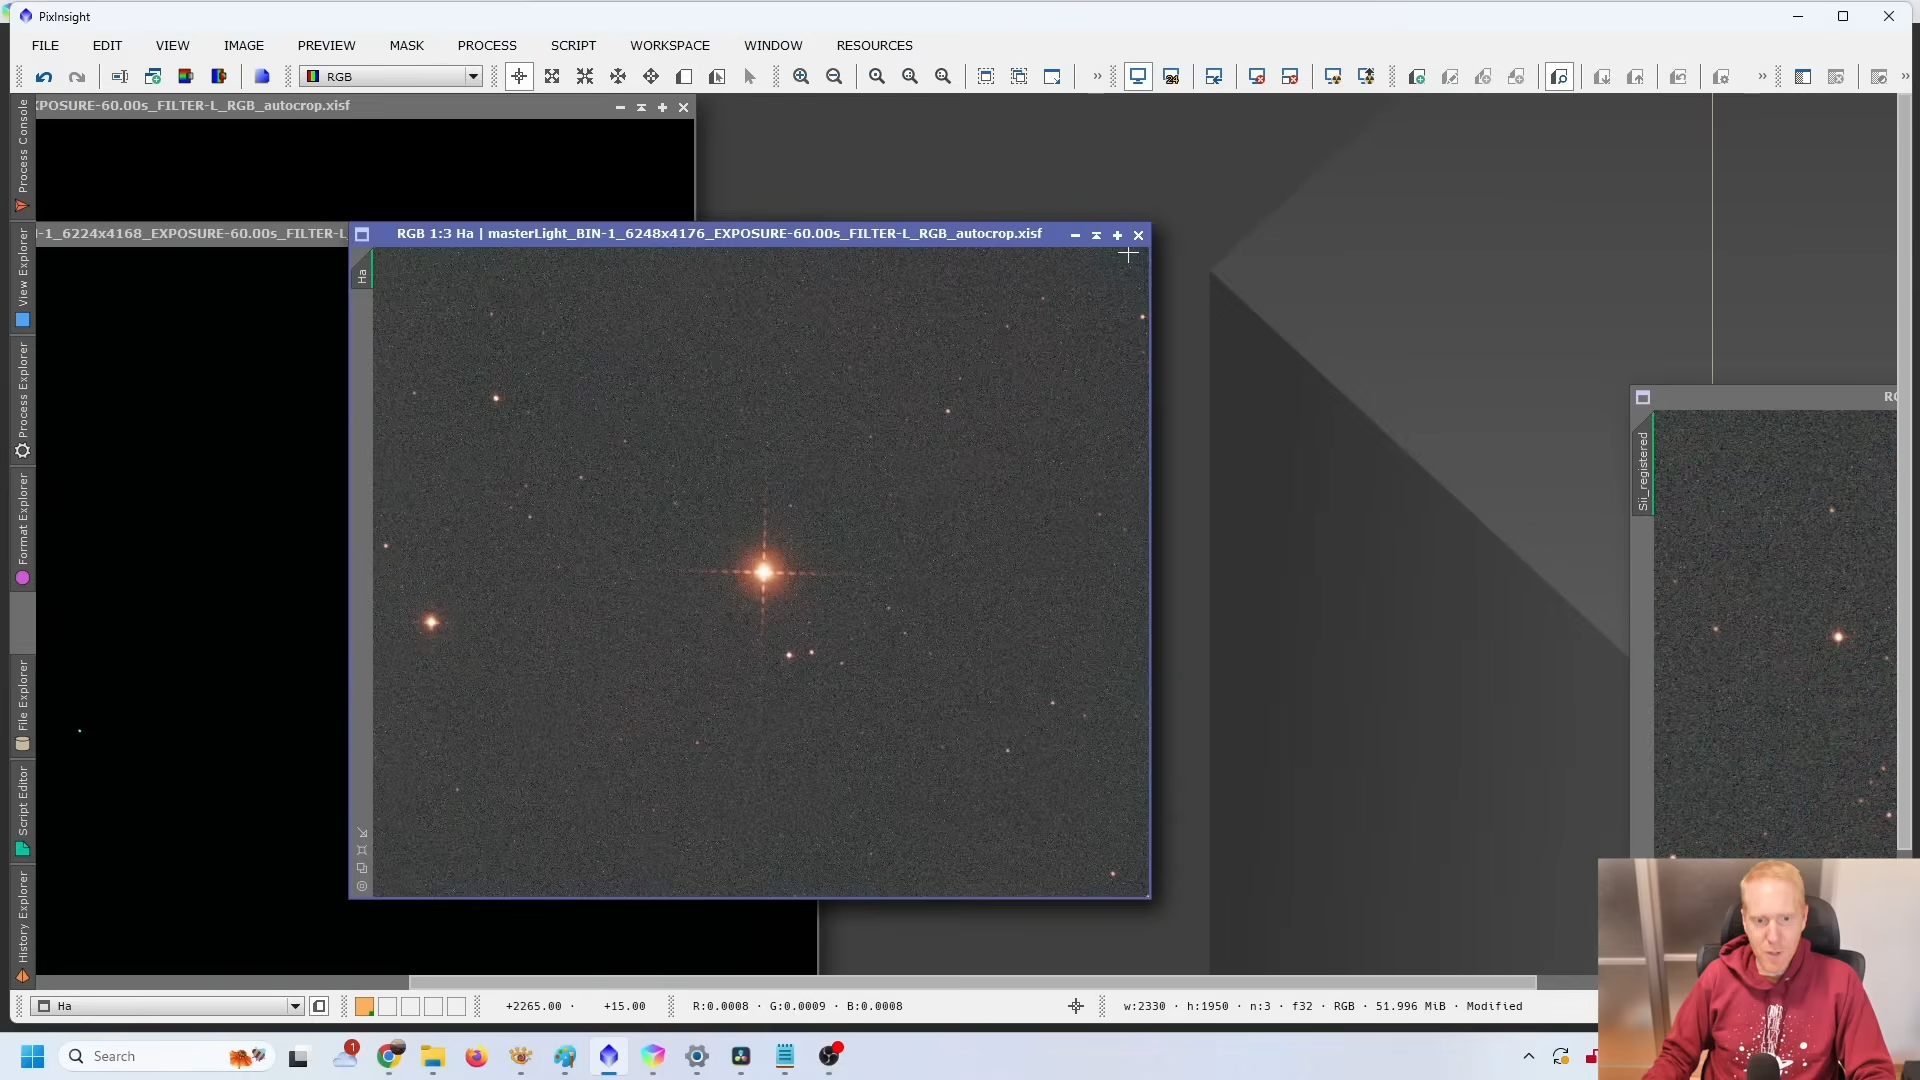 PixInsight
FILE EDIT VIEW IMAGE PREVIEW MASK PROCESS SCRIPT WORKSPACE WINDOW RESOURCES
RGB
24
XPOSURE-60.00s_FILTER-L_RGB_autocrop.xisf
-1_6224x4168_EXPOSURE-60.00s_FILTER-L
RGB 1:3 Ha | masterLight_BIN-1_6248x4176_EXPOSURE-60.00s_FILTER-L_RGB_autocrop.xisf
Ha
Process Console
View Explorer
Process Explorer
Format Explorer
File Explorer
Script Editor
History Explorer
Sii_registered
Ha
+2265.00 · +15.00
R:0.0008 · G:0.0009 · B:0.0008
w:2330 · h:1950 · n:3 · f32 · RGB · 51.996 MiB · Modified
Search
1